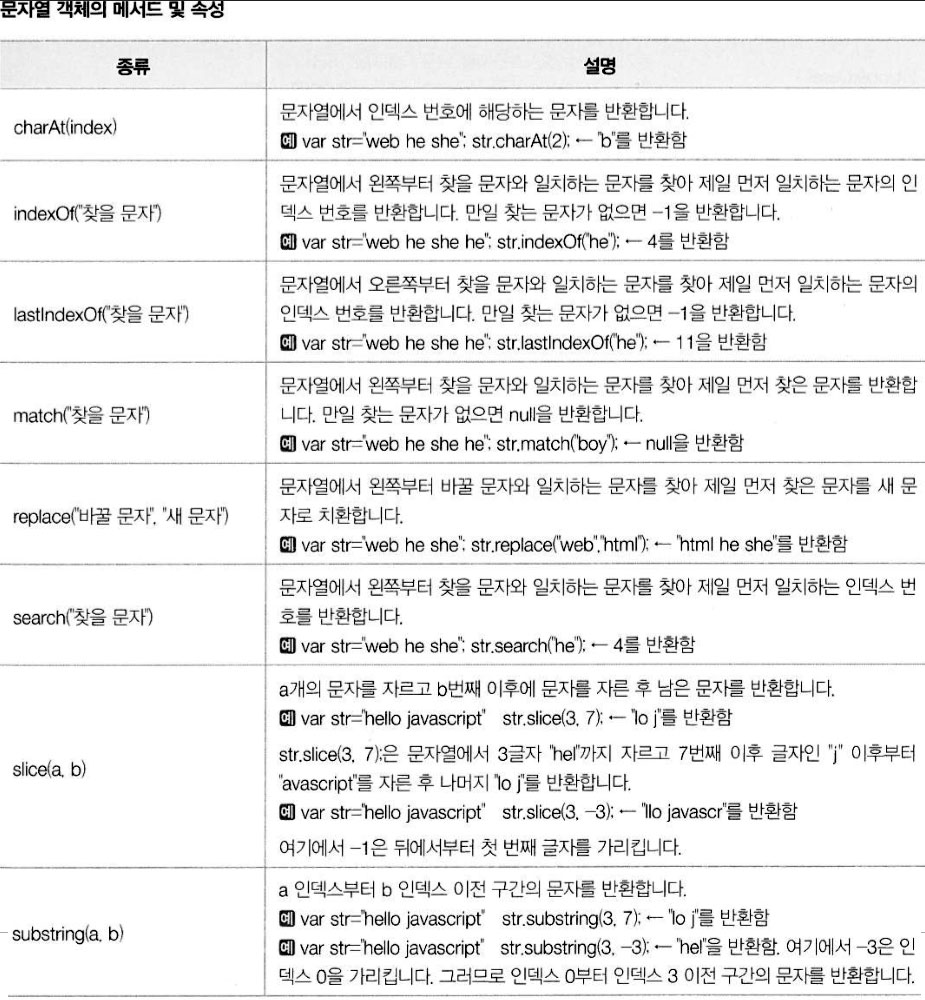 문자열 객체의 메서드 및 속성
종류
설명
charAt(index)
문자열에서 인덱스 번호에 해당하는 문자를 반환합니다.
예 var str="web he she"; str.charAt(2); ← "b"를 반환함
indexOf("찾을 문자")
문자열에서 왼쪽부터 찾을 문자와 일치하는 문자를 찾아 제일 먼저 일치하는 문자의 인
덱스 번호를 반환합니다. 만일 찾는 문자가 없으면 -1을 반환합니다.
예 var str="web he she he"; str.indexOf("he"); ← 4를 반환함
lastIndexOf("찾을 문자")
문자열에서 오른쪽부터 찾을 문자와 일치하는 문자를 찾아 제일 먼저 일치하는 문자의
인덱스 번호를 반환합니다. 만일 찾는 문자가 없으면 -1을 반환합니다.
예 var str="web he she he"; str.lastIndexOf("he"); ← 11을 반환함
match("찾을 문자")
문자열에서 왼쪽부터 찾을 문자와 일치하는 문자를 찾아 제일 먼저 찾은 문자를 반환합
니다. 만일 찾는 문자가 없으면 null을 반환합니다.
예 var str="web he she he"; str.match("boy"); ← null을 반환함
replace("바꿀 문자", "새 문자")
문자열에서 왼쪽부터 바꿀 문자와 일치하는 문자를 찾아 제일 먼저 찾은 문자를 새 문
자로 치환합니다.
예 var str="web he she"; str.replace("web","html"); ← "html he she"를 반환함
search("찾을 문자")
문자열에서 왼쪽부터 찾을 문자와 일치하는 문자를 찾아 제일 먼저 일치하는 인덱스 번
호를 반환합니다.
예 var str="web he she"; str.search("he"); ← 4를 반환함
slice(a, b)
a개의 문자를 자르고 b번째 이후에 문자를 자른 후 남은 문자를 반환합니다.
예 var str="hello javascript" str.slice(3, 7); ← "lo j"를 반환함
str.slice(3, 7);은 문자열에서 3글자 "hel"까지 자르고 7번째 이후 글자인 "j" 이후부터
"avascript"를 자른 후 나머지 "lo j"를 반환합니다.
예 var str="hello javascript" str.slice(3, -3); ← "llo javascr"를 반환함
여기에서 -1은 뒤에서부터 첫 번째 글자를 가리킵니다.
substring(a, b)
a 인덱스부터 b 인덱스 이전 구간의 문자를 반환합니다.
예 var str="hello javascript" str.substring(3, 7); ← "lo j"를 반환함
예 var str="hello javascript" str.substring(3, -3); ← "hel"을 반환함. 여기에서 -3은 인
덱스 0을 가리킵니다. 그러므로 인덱스 0부터 인덱스 3 이전 구간의 문자를 반환합니다.